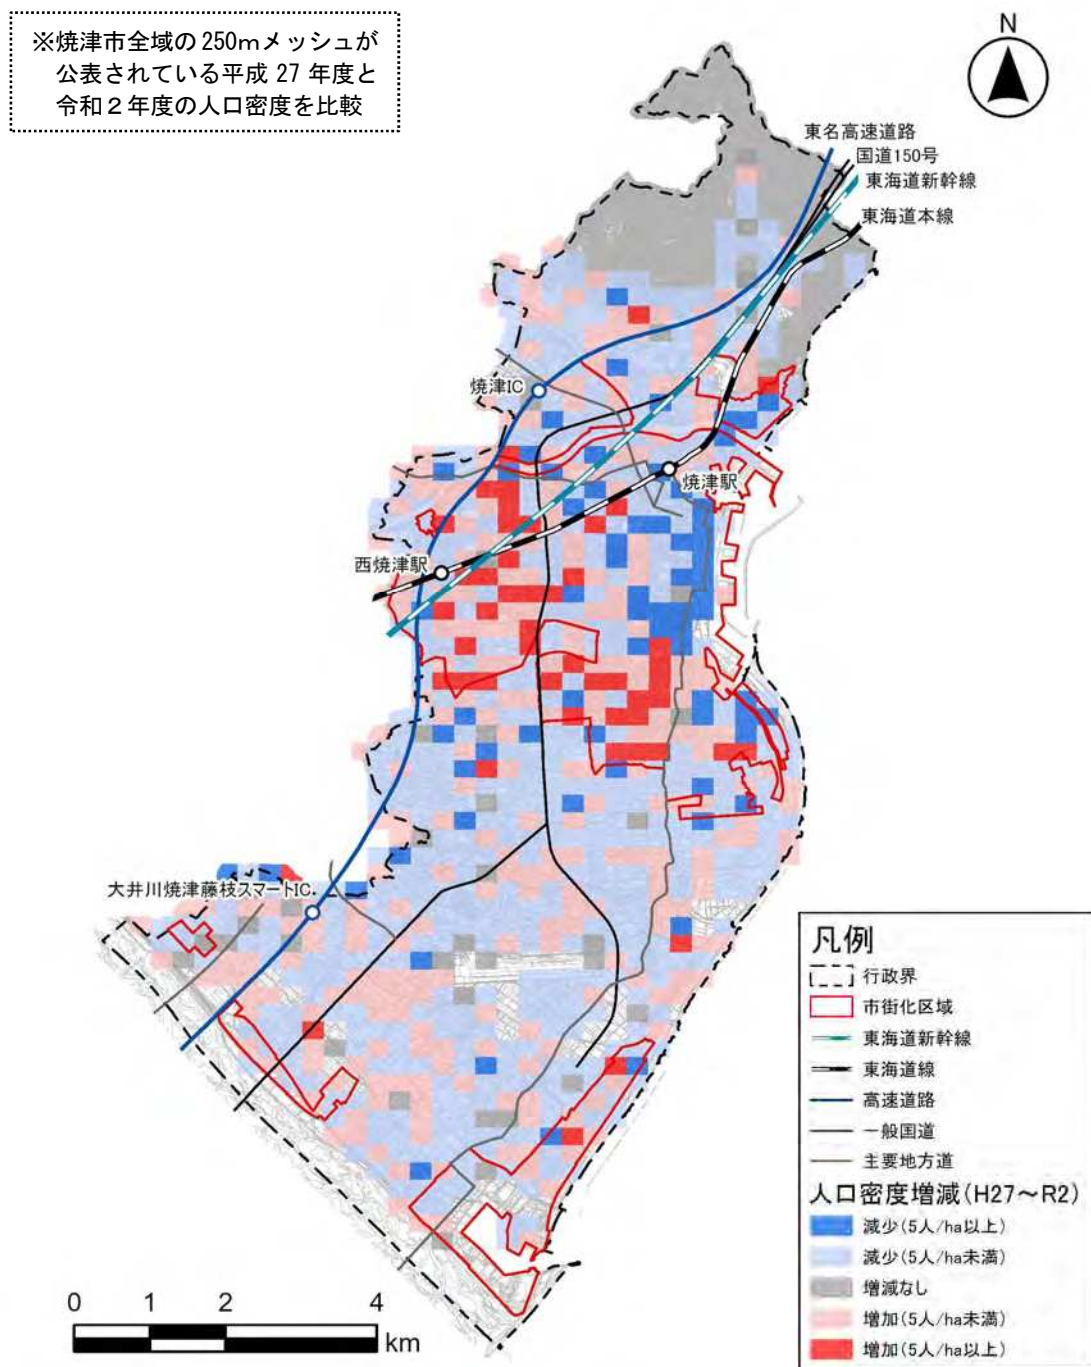 ※焼津市全域の250mメッシュが
公表されている平成 27 年度と
令和２年度の人口密度を比較
N
東名高速道路
国道150号
東海道新幹線
東海道本線
焼津IC
焼津駅
西焼津駅
大井川焼津藤枝スマートIC
凡例
行政界
市街化区域
東海道新幹線
東海道線
高速道路
一般国道
主要地方道
人口密度増減(H27～R2)
減少(5人/ha以上)
減少(5人/ha未満)
増減なし
増加(5人/ha未満)
増加(5人/ha以上)
0 1 2 4
km